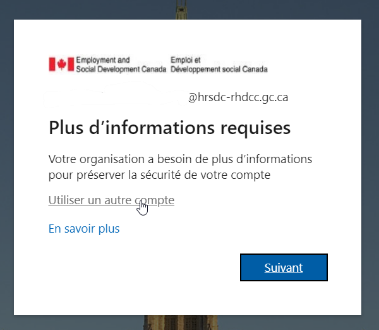 Employment and Emploi et
Social Development Canada Développement social Canada
@hrsdc-rhdcc.gc.ca
Plus d’informations requises
Votre organisation a besoin de plus d’informations
pour préserver la sécurité de votre compte
Utiliser un autre compte
En savoir plus
Suivant